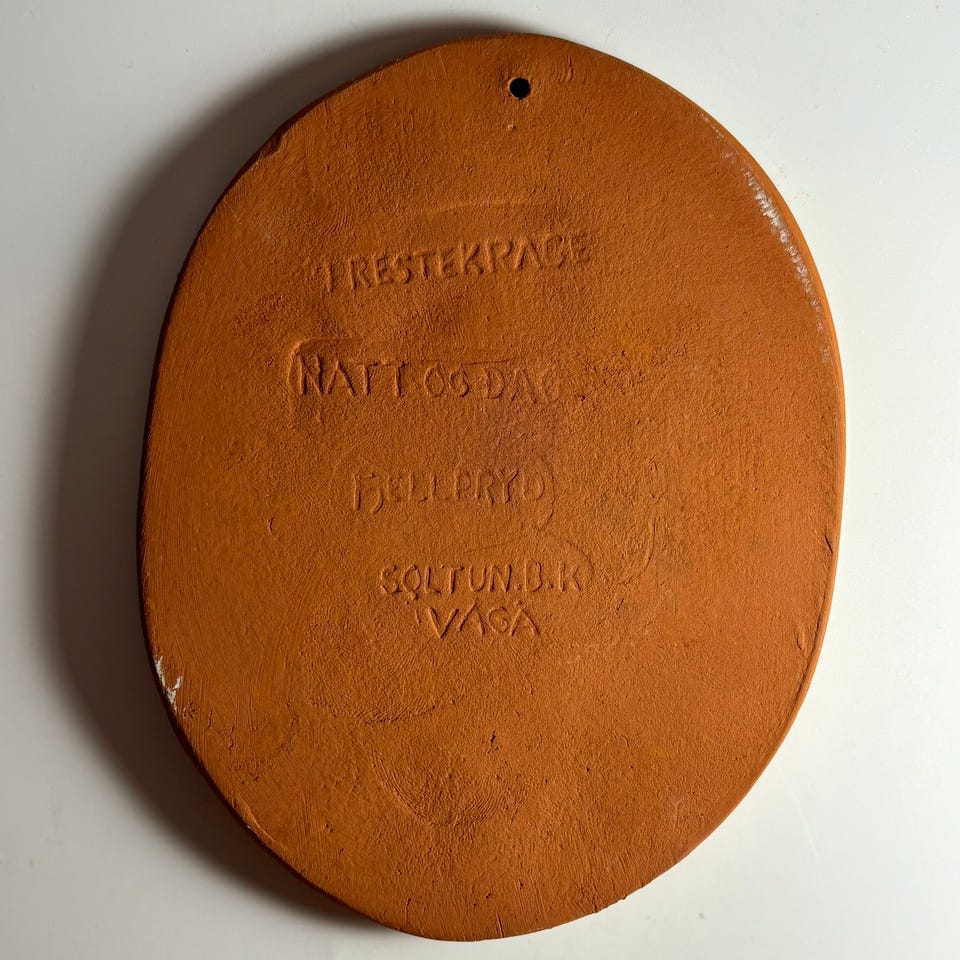 PRESTEKRAGE
NATT OG DAG
FJELLPRYD
SOLTUN.B.K
VÅGÅ